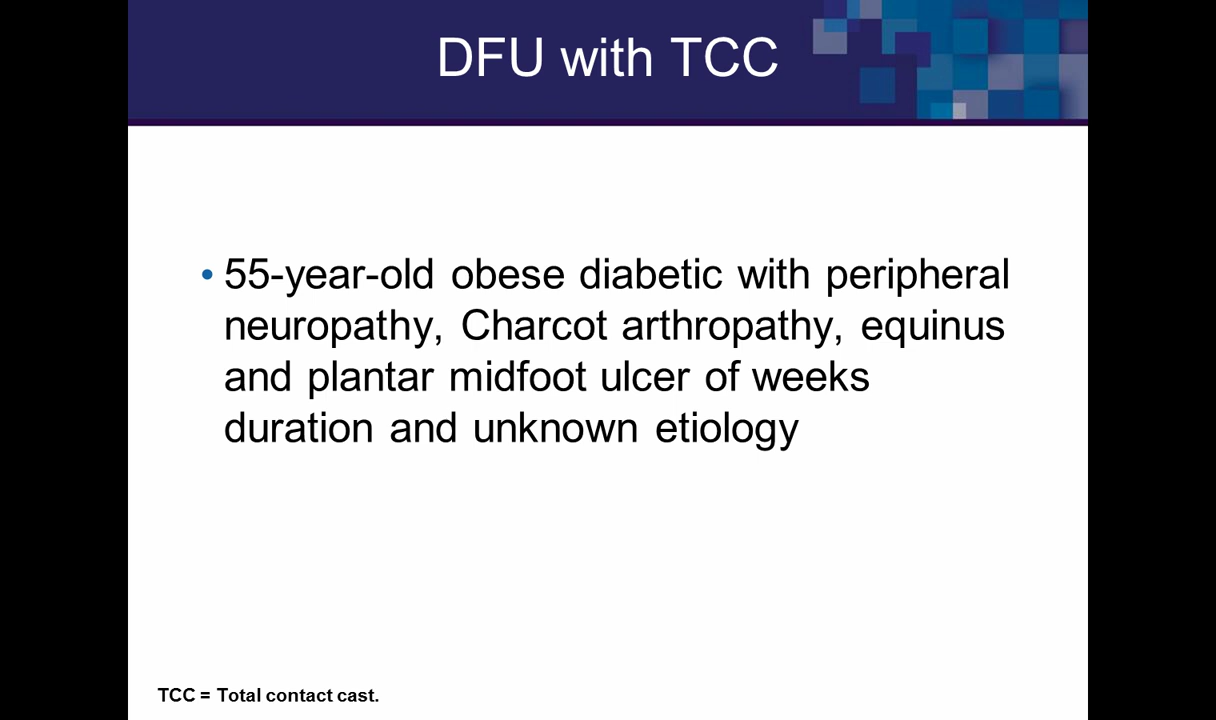 DFU with TCC
• 55-year-old obese diabetic with peripheral
neuropathy, Charcot arthropathy, equinus
and plantar midfoot ulcer of weeks
duration and unknown etiology
TCC = Total contact cast.